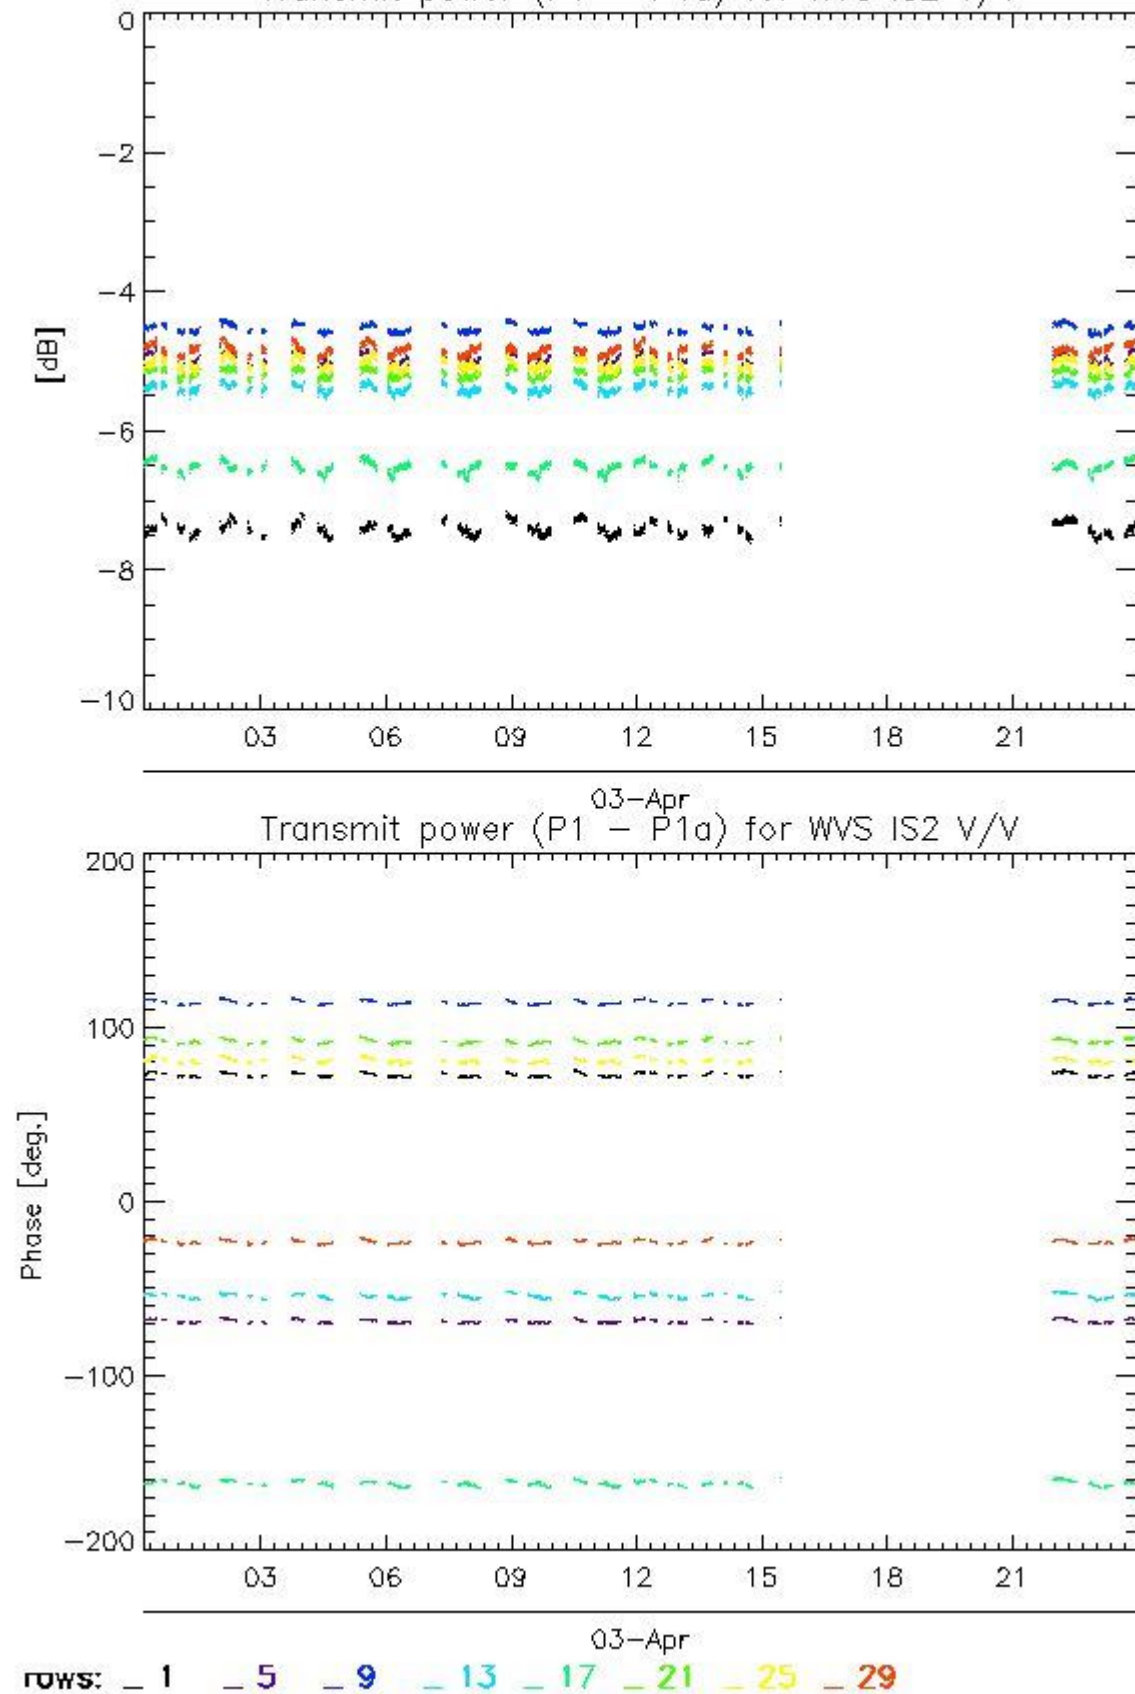 0
−2
−4
[dB]
−6
−8
−10
03 06 09 12 15 18 21
03−Apr
Transmit power (P1 − P1a) for WVS IS2 V/V
200
100
Phase [deg.]
0
−100
−200
03 06 09 12 15 18 21
03−Apr
rows: _ 1 _ 5 _ 9 _ 13 _ 17 _ 21 _ 25 _ 29